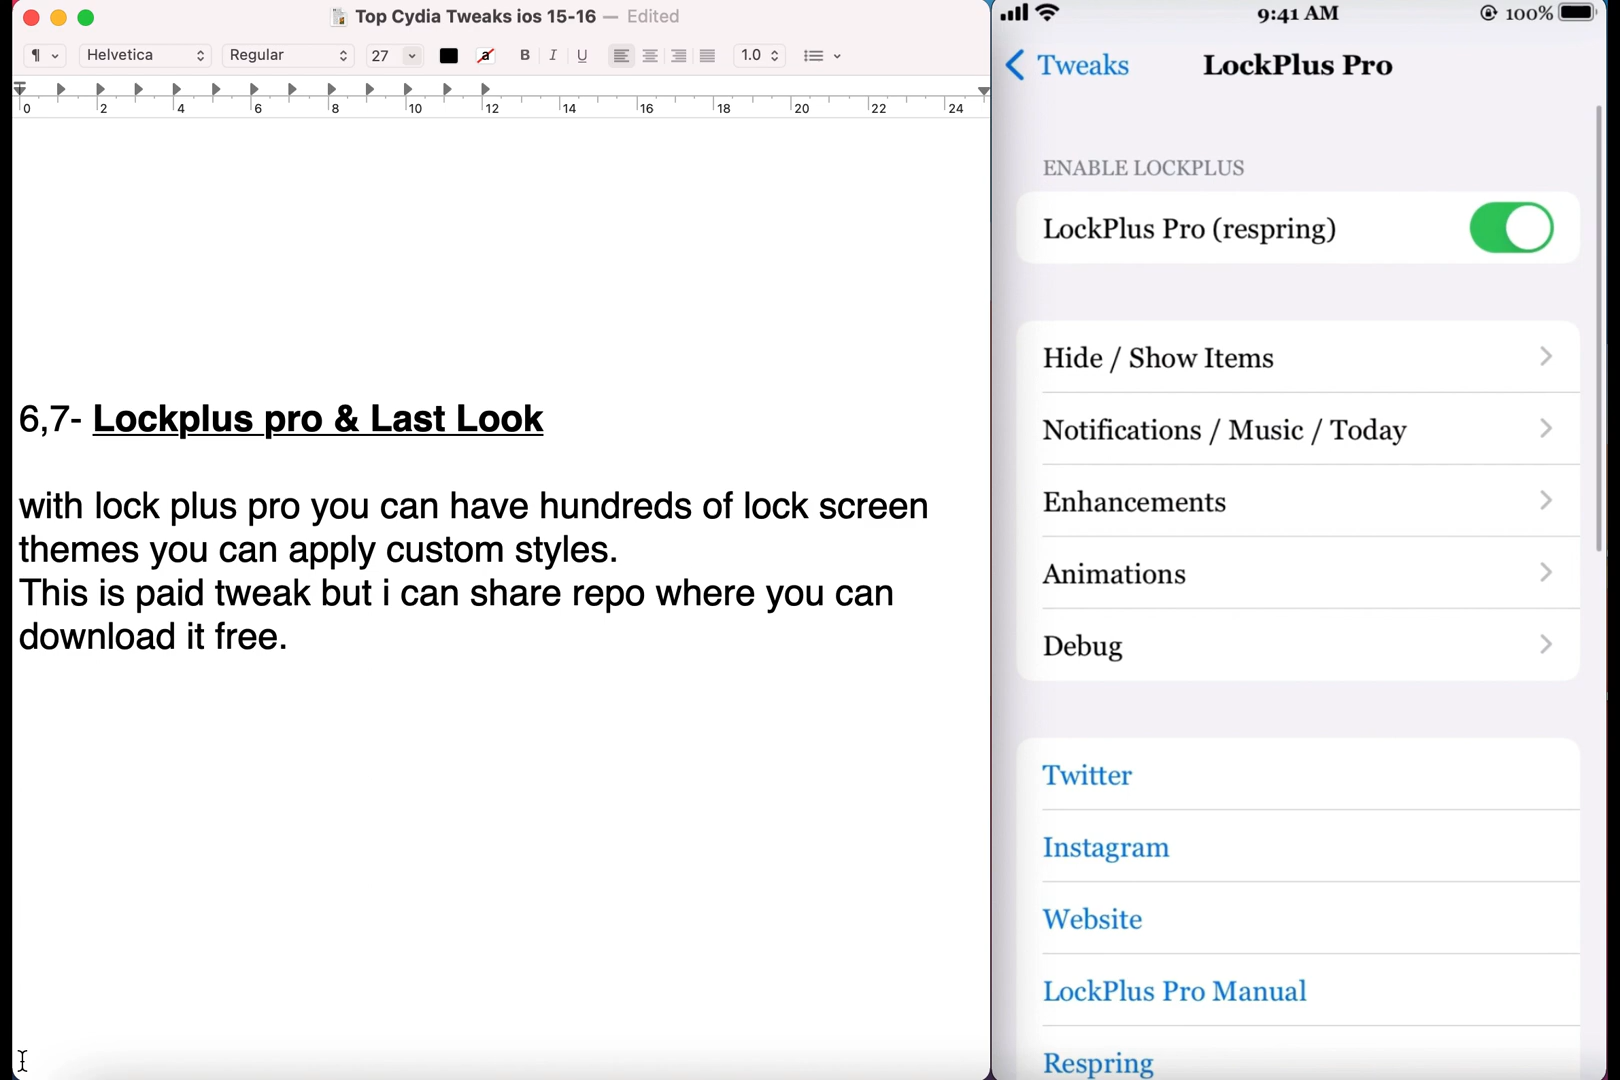 Top Cydia Tweaks ios 15-16 — Edited
¶ Helvetica Regular 27 a B I U 1.0
0 2 4 6 8 10 12 14 16 18 20 22 24
6,7- Lockplus pro & Last Look
with lock plus pro you can have hundreds of lock screen
themes you can apply custom styles.
This is paid tweak but i can share repo where you can
download it free.
9:41 AM 100%
Tweaks LockPlus Pro
ENABLE LOCKPLUS
LockPlus Pro (respring)
Hide / Show Items
Notifications / Music / Today
Enhancements
Animations
Debug
Twitter
Instagram
Website
LockPlus Pro Manual
Respring